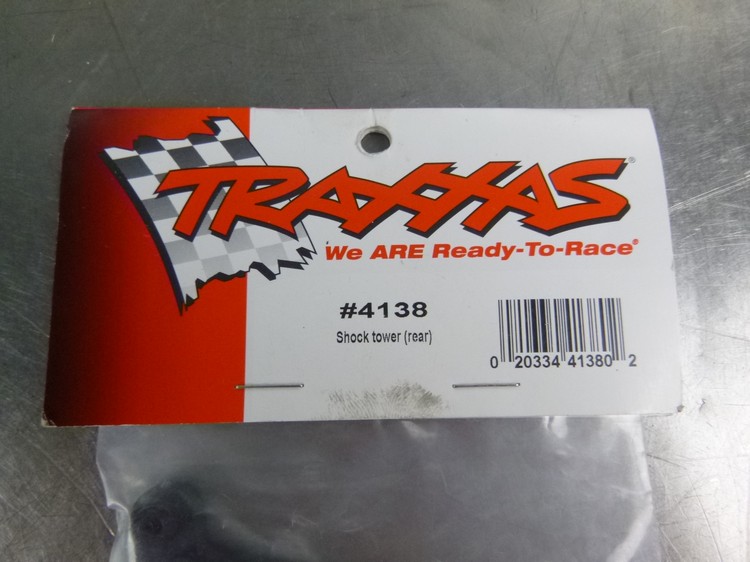 TRAXXAS®
We ARE Ready-To-Race®
#4138
Shock tower (rear)
0 20334 41380 2